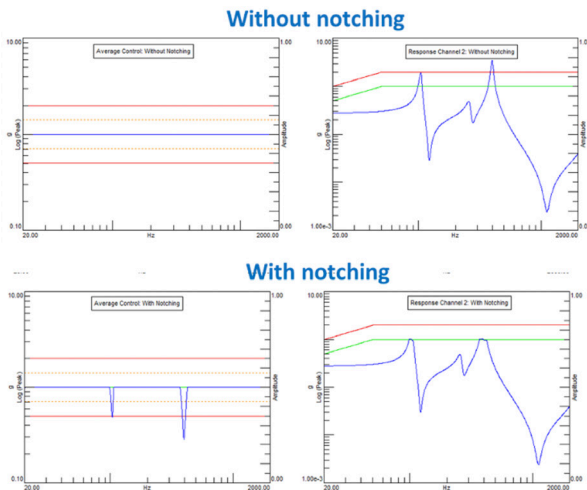 Without notching
10.00
Average Control: Without Notching
1.00
g
Log (Peak)
Amplitude
0.10
0.00
20.00
Hz
2000.00
Response Channel 2: Without Notching
1.00
g
Log (Peak)
Amplitude
1.00e-3
0.00
20.00
Hz
2000.00
With notching
10.00
Average Control: With Notching
1.00
g
Log (Peak)
Amplitude
0.10
0.00
20.00
Hz
2000.00
10.00
Response Channel 2: With Notching
1.00
g
Log (Peak)
Amplitude
1.00e-3
0.00
20.00
Hz
2000.00